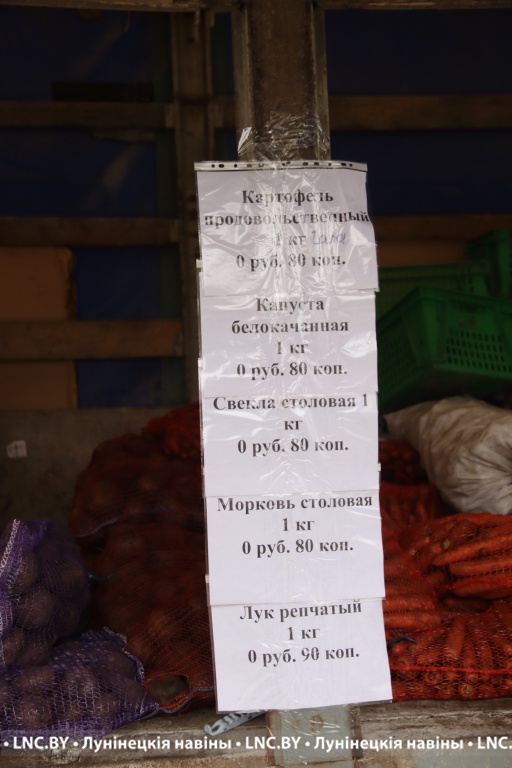 Картофель
продовольственный
1 кг
0 руб. 80 коп.
Капуста
белокачанная
1 кг
0 руб. 80 коп.
Свекла столовая 1
кг
0 руб. 80 коп.
Морковь столовая
1 кг
0 руб. 80 коп.
Лук репчатый
1 кг
0 руб. 90 коп.
• LNC.BY • Лунінецкія навіны • LNC.BY • Лунінецкія навіны • LNC.